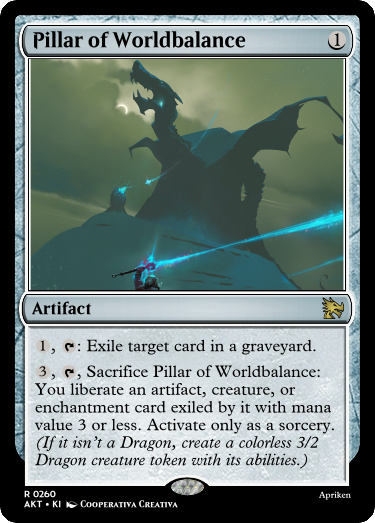 Pillar of Worldbalance 1
Artifact
1, : Exile target card in a graveyard.
3, , Sacrifice Pillar of Worldbalance:
You liberate an artifact, creature, or
enchantment card exiled by it with mana
value 3 or less. Activate only as a sorcery.
(If it isn't a Dragon, create a colorless 3/2
Dragon creature token with its abilities.)
R 0260
AKT • KI Cooperativa Creativa
Apriken